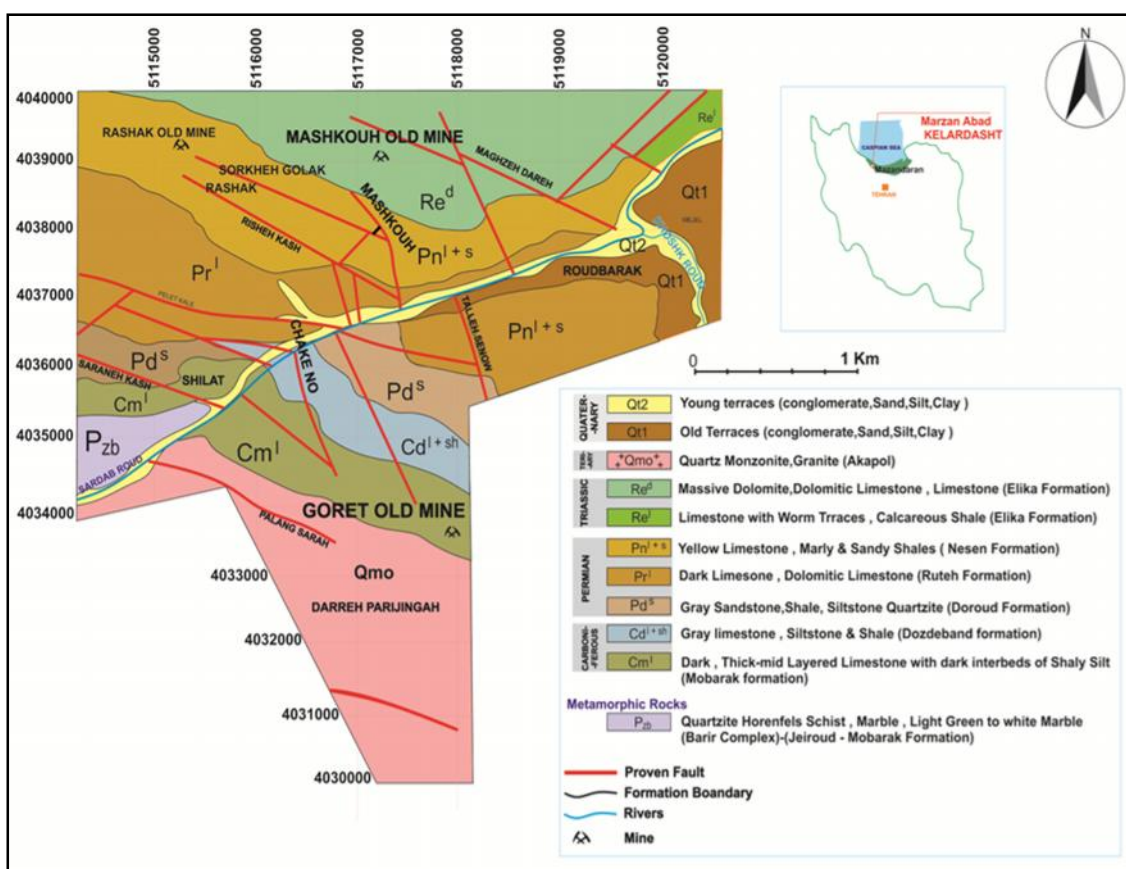 5115000
5116000
5117000
5118000
5119000
5120000
N
4040000
4039000
4038000
4037000
4036000
4035000
4034000
4033000
4032000
4031000
4030000
RASHAK OLD MINE
MASHKOUH OLD MINE
SORKHEH GOLAK
RASHAK
MAGHZEH DAREH
Re^l
Re^d
Qt1
MASHKOUH
RISHEH KASH
Pn^l + s
Qt2
ROUDBARAK
Qt1
Pr^l
PELET KALE
TALLEH SENOW
Pn^l + s
CHAKE NO
Pd^s
SARANEH KASH
SHILAT
Pd^s
Cm^l
P_zb
Cm^l
Cd^l + sh
SARDAB ROUD
GORET OLD MINE
PALANG SARAH
Qmo
DARREH PARIJINGAH
Marzan Abad
KELARDASHT
CASPIAN SEA
Mazandaran
TEHRAN
0 1 Km
QUATER-
NARY
Qt2 Young terraces (conglomerate,Sand,Silt,Clay )
Qt1 Old Terraces (conglomerate,Sand,Silt,Clay )
Qmo Quartz Monzonite,Granite (Akapol)
TRIASSIC
Re^d Massive Dolomite,Dolomitic Limestone , Limestone (Elika Formation)
Re^l Limestone with Worm Trraces , Calcareous Shale (Elika Formation)
PERMIAN
Pn^l + s Yellow Limestone , Marly & Sandy Shales ( Nesen Formation)
Pr^l Dark Limesone , Dolomitic Limestone (Ruteh Formation)
Pd^s Gray Sandstone,Shale, Siltstone Quartzite (Doroud Formation)
CARBONI-
-FEROUS
Cd^l + sh Gray limestone , Siltstone & Shale (Dozdeband formation)
Cm^l Dark , Thick-mid Layered Limestone with dark interbeds of Shaly Silt
(Mobarak formation)
Metamorphic Rocks
P_zb Quartzite Horenfels Schist , Marble , Light Green to white Marble
(Barir Complex)-(Jeiroud - Mobarak Formation)
Proven Fault
Formation Boandary
Rivers
Mine